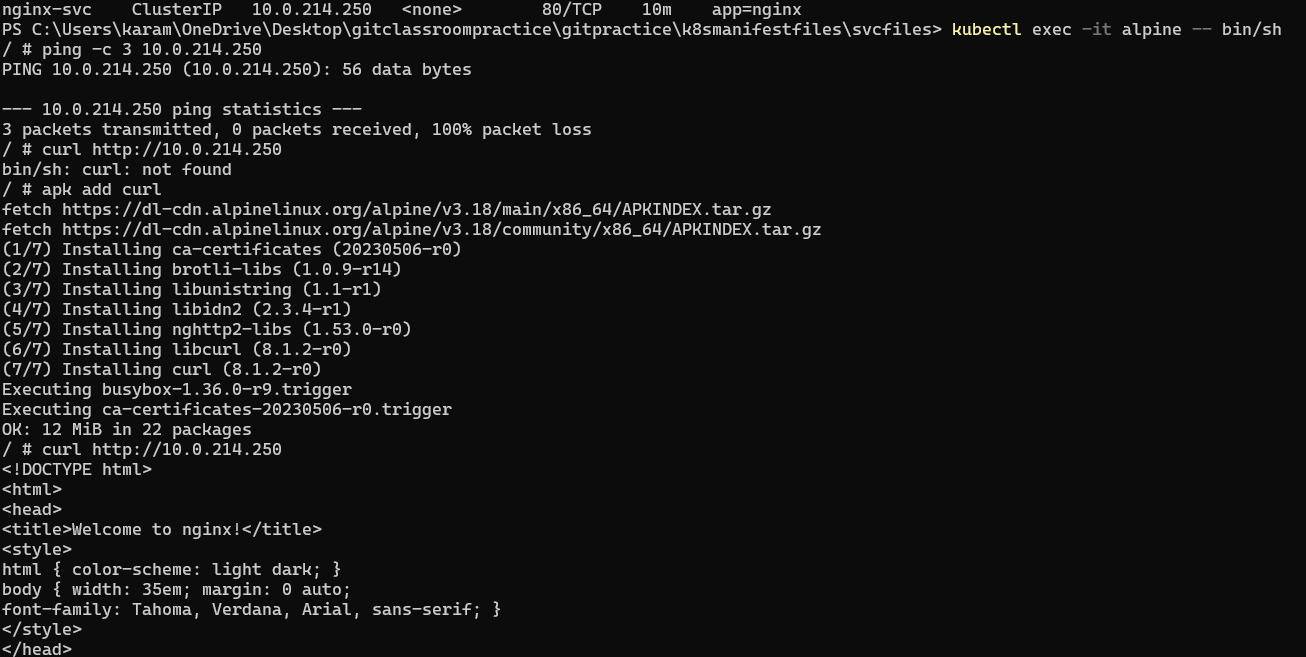 nginx-svc    ClusterIP   10.0.214.250   <none>        80/TCP    10m    app=nginx
PS C:\Users\karam\OneDrive\Desktop\gitclassroompractice\gitpractice\k8smanifestfiles\svcfiles> kubectl exec -it alpine -- bin/sh
/ # ping -c 3 10.0.214.250
PING 10.0.214.250 (10.0.214.250): 56 data bytes

--- 10.0.214.250 ping statistics ---
3 packets transmitted, 0 packets received, 100% packet loss
/ # curl http://10.0.214.250
bin/sh: curl: not found
/ # apk add curl
fetch https://dl-cdn.alpinelinux.org/alpine/v3.18/main/x86_64/APKINDEX.tar.gz
fetch https://dl-cdn.alpinelinux.org/alpine/v3.18/community/x86_64/APKINDEX.tar.gz
(1/7) Installing ca-certificates (20230506-r0)
(2/7) Installing brotli-libs (1.0.9-r14)
(3/7) Installing libunistring (1.1-r1)
(4/7) Installing libidn2 (2.3.4-r1)
(5/7) Installing nghttp2-libs (1.53.0-r0)
(6/7) Installing libcurl (8.1.2-r0)
(7/7) Installing curl (8.1.2-r0)
Executing busybox-1.36.0-r9.trigger
Executing ca-certificates-20230506-r0.trigger
OK: 12 MiB in 22 packages
/ # curl http://10.0.214.250
<!DOCTYPE html>
<html>
<head>
<title>Welcome to nginx!</title>
<style>
html { color-scheme: light dark; }
body { width: 35em; margin: 0 auto;
font-family: Tahoma, Verdana, Arial, sans-serif; }
</style>
</head>